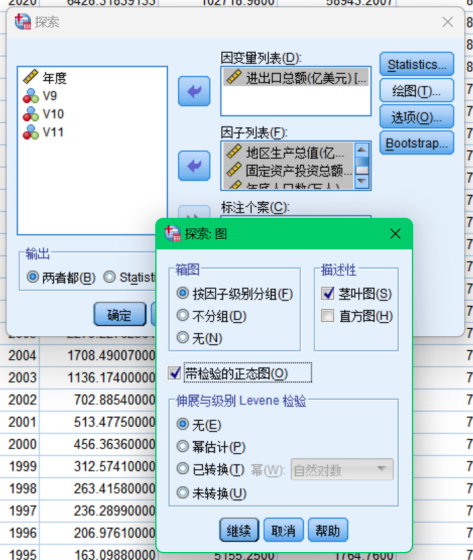 2020 6428.31839133 102718.9800 58943.2007
探索
年度
V9
V10
V11
因变量列表(D):
进出口总额(亿美元) [...
因子列表(F):
地区生产总值(亿...
固定资产投资总额...
年底人口数(万人)
标注个案(C):
Statistics...
绘图(T)...
选项(O)...
Bootstrap...
输出
两者都(B) Statisti
确定
探索: 图
箱图
按因子级别分组(F)
不分组(D)
无(N)
描述性
茎叶图(S)
直方图(H)
带检验的正态图(O)
伸展与级别 Levene 检验
无(E)
幂估计(P)
已转换(T) 幂(W): 自然对数
未转换(U)
继续 取消 帮助
2004 1708.49007000
2003 1136.17400000
2002 702.88540000
2001 513.47750000
2000 456.36360000
1999 312.57410000
1998 263.41580000
1997 236.28990000
1996 206.97610000
1995 163.09880000 5155.2500 1764.7600